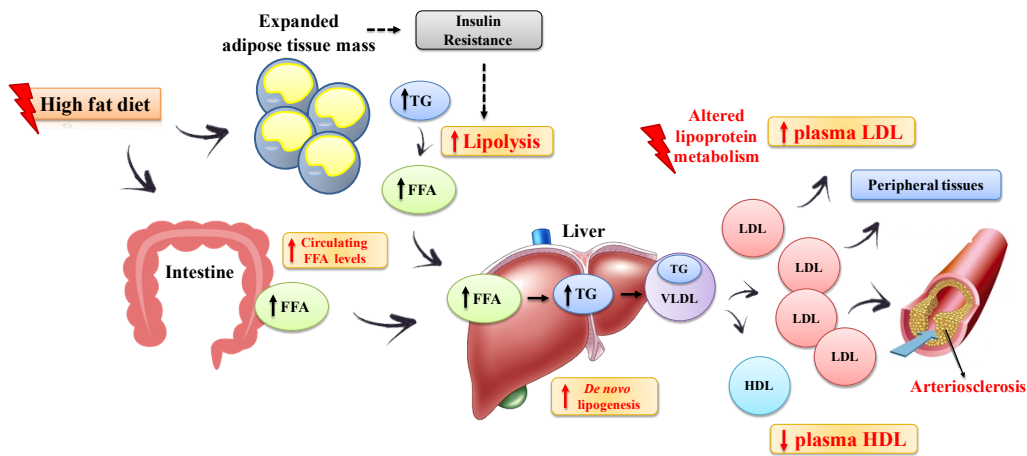 Expanded
adipose tissue mass
Insulin
Resistance
High fat diet
TG
Lipolysis
FFA
Altered
lipoprotein
metabolism
plasma LDL
Peripheral tissues
Intestine
Circulating
FFA levels
FFA
Liver
FFA
TG
TG
VLDL
LDL
LDL
LDL
LDL
HDL
Arteriosclerosis
De novo
lipogenesis
plasma HDL